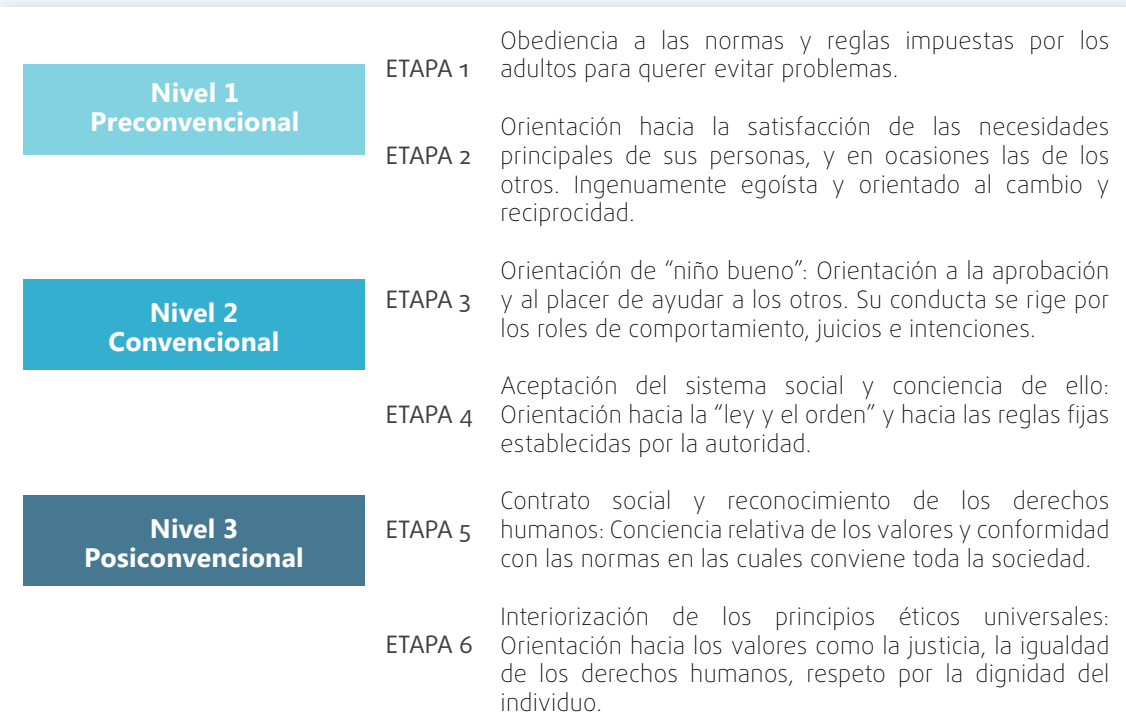 Nivel 1
Preconvencional
ETAPA 1
Obediencia a las normas y reglas impuestas por los
adultos para querer evitar problemas.
ETAPA 2
Orientación hacia la satisfacción de las necesidades
principales de sus personas, y en ocasiones las de los
otros. Ingenuamente egoísta y orientado al cambio y
reciprocidad.
Nivel 2
Convencional
ETAPA 3
Orientación de “niño bueno”: Orientación a la aprobación
y al placer de ayudar a los otros. Su conducta se rige por
los roles de comportamiento, juicios e intenciones.
ETAPA 4
Aceptación del sistema social y conciencia de ello:
Orientación hacia la “ley y el orden” y hacia las reglas fijas
establecidas por la autoridad.
Nivel 3
Posiconvencional
ETAPA 5
Contrato social y reconocimiento de los derechos
humanos: Conciencia relativa de los valores y conformidad
con las normas en las cuales conviene toda la sociedad.
ETAPA 6
Interiorización de los principios éticos universales:
Orientación hacia los valores como la justicia, la igualdad
de los derechos humanos, respeto por la dignidad del
individuo.